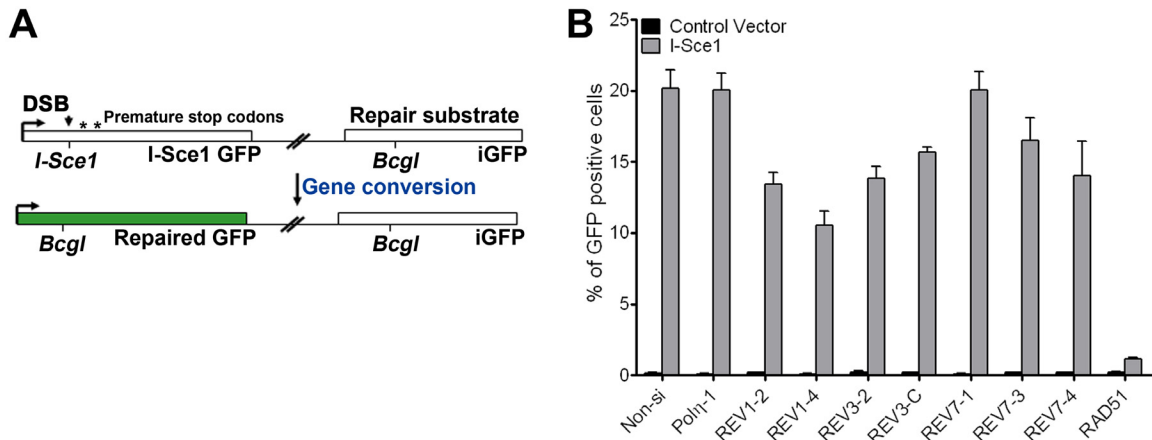 A
DSB
* * Premature stop codons
Repair substrate
I-Sce1
I-Sce1 GFP
BcgI
iGFP
Gene conversion
BcgI
Repaired GFP
BcgI
iGFP
B
Control Vector
I-Sce1
% of GFP positive cells
25
20
15
10
5
0
Non-si
Polη-1
REV1-2
REV1-4
REV3-2
REV3-C
REV7-1
REV7-3
REV7-4
RAD51